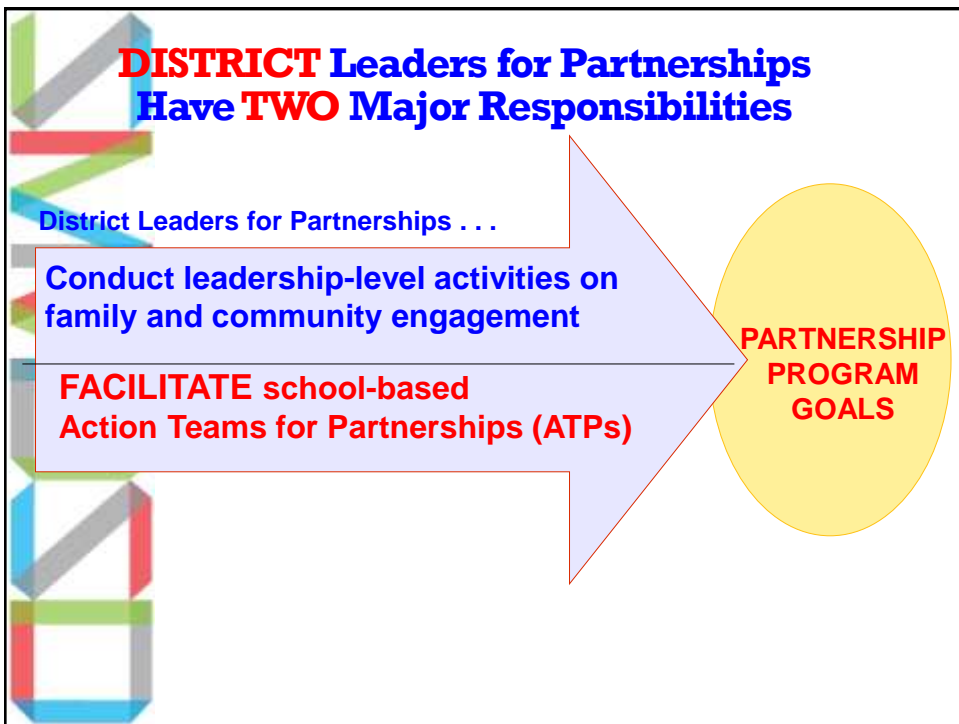 DISTRICT Leaders for Partnerships
Have TWO Major Responsibilities
District Leaders for Partnerships . . .
Conduct leadership-level activities on
family and community engagement
FACILITATE school-based
Action Teams for Partnerships (ATPs)
PARTNERSHIP
PROGRAM
GOALS